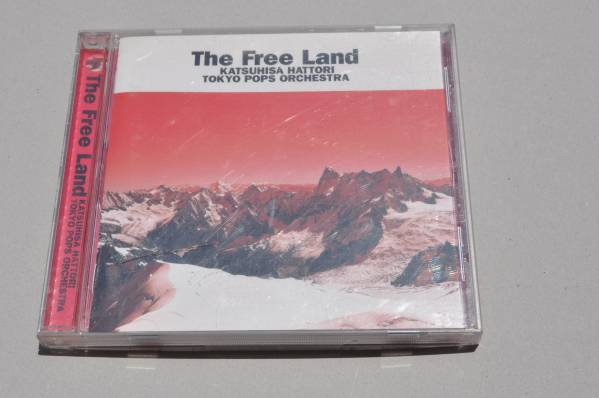 The Free Land
KATSUHISA HATTORI
TOKYO POPS ORCHESTRA
The Free Land
KATSUHISA HATTORI
TOKYO POPS ORCHESTRA